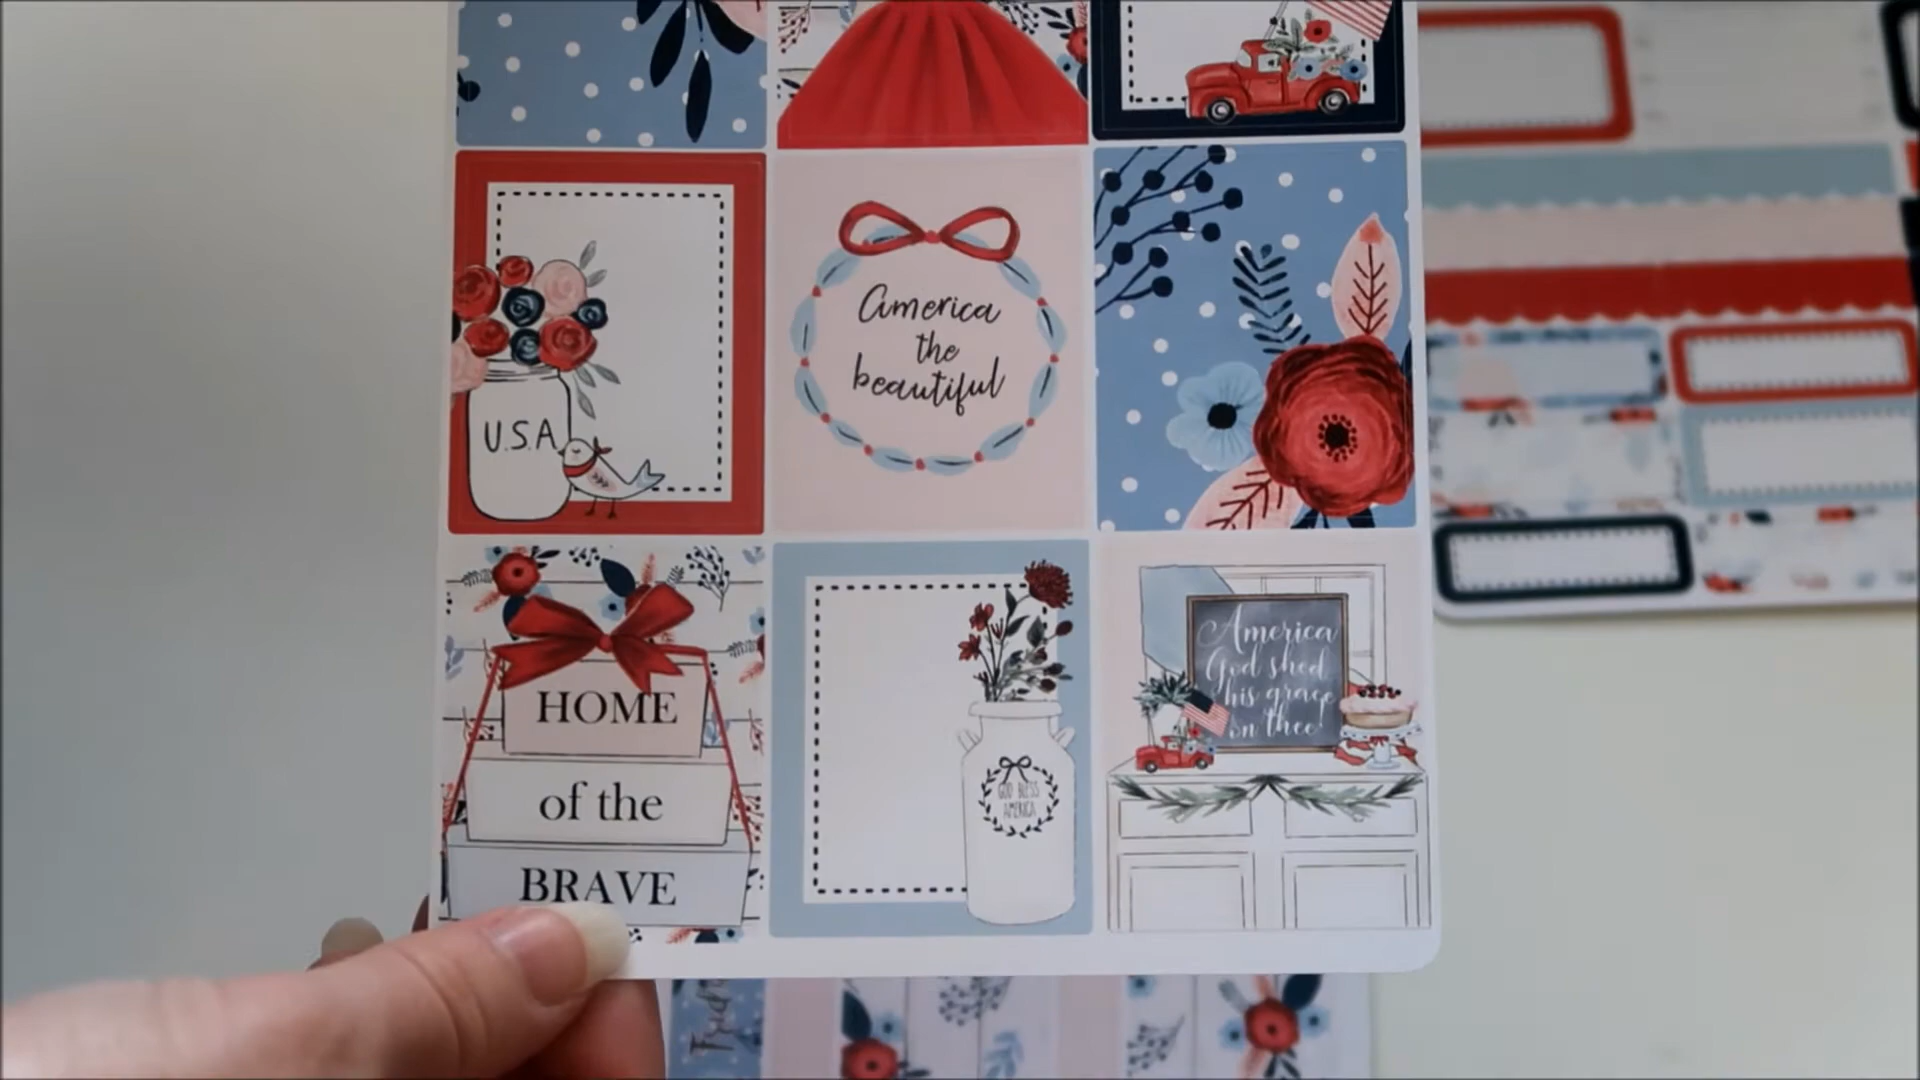 U.S.A
america
the
beautiful
HOME
of the
BRAVE
GOD BLESS
AMERICA
America
God shed
his grace
on thee!